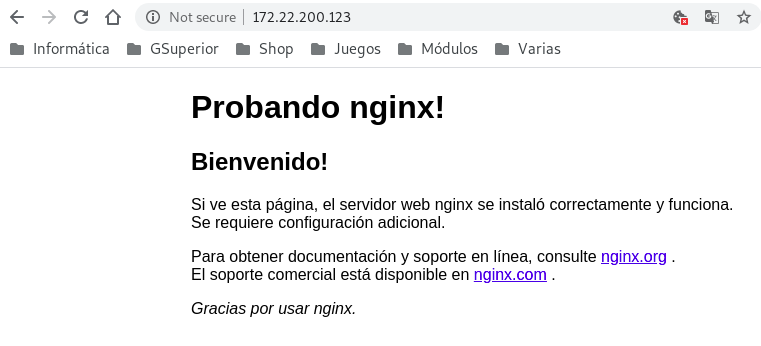 Not secure | 172.22.200.123
Informática GSuperior Shop Juegos Módulos Varias
Probando nginx!
Bienvenido!
Si ve esta página, el servidor web nginx se instaló correctamente y funciona.
Se requiere configuración adicional.
Para obtener documentación y soporte en línea, consulte nginx.org .
El soporte comercial está disponible en nginx.com .
Gracias por usar nginx.